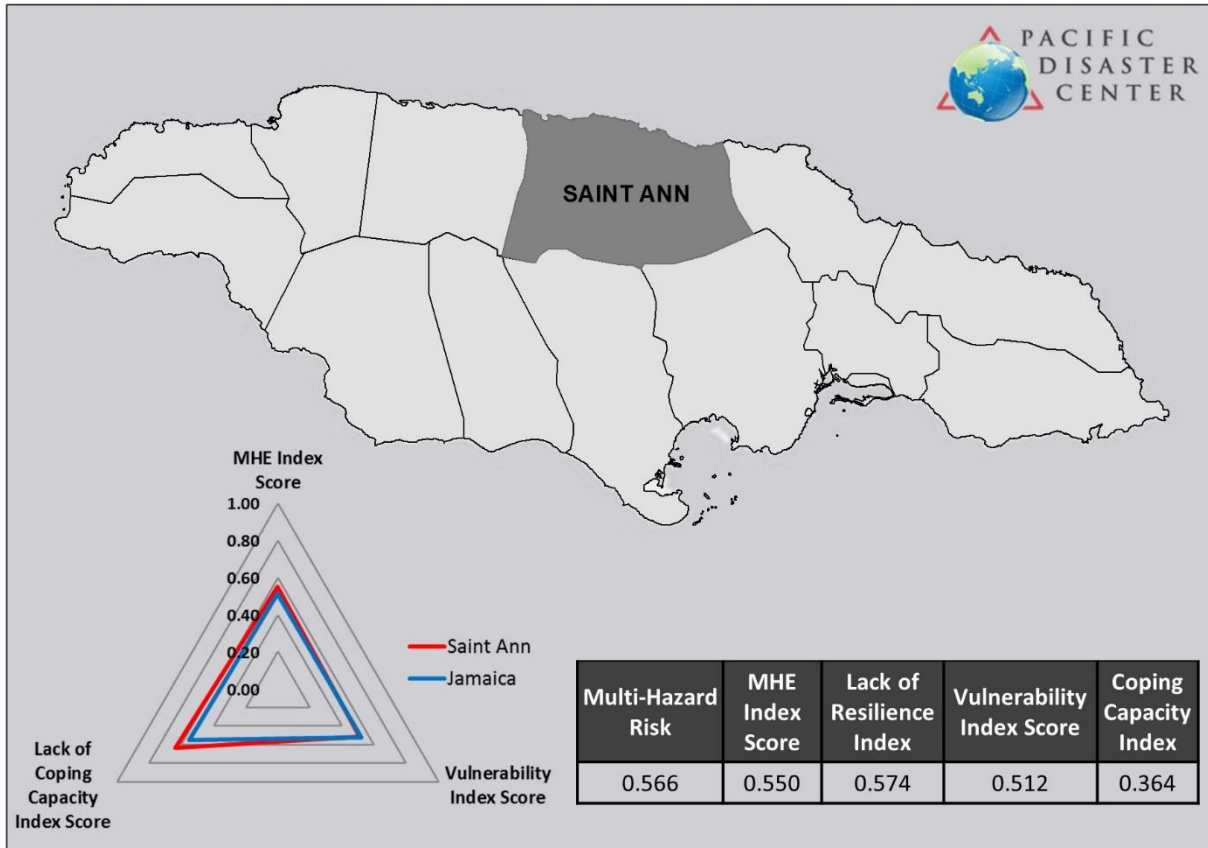 PACIFIC
DISASTER
CENTER
SAINT ANN
MHE Index
Score
1.00
0.80
0.60
0.40
0.20
0.00
Saint Ann
Jamaica
Lack of
Coping
Capacity
Index Score
Vulnerability
Index Score
Multi-Hazard
Risk
MHE
Index
Score
Lack of
Resilience
Index
Vulnerability
Index Score
Coping
Capacity
Index
0.566
0.550
0.574
0.512
0.364